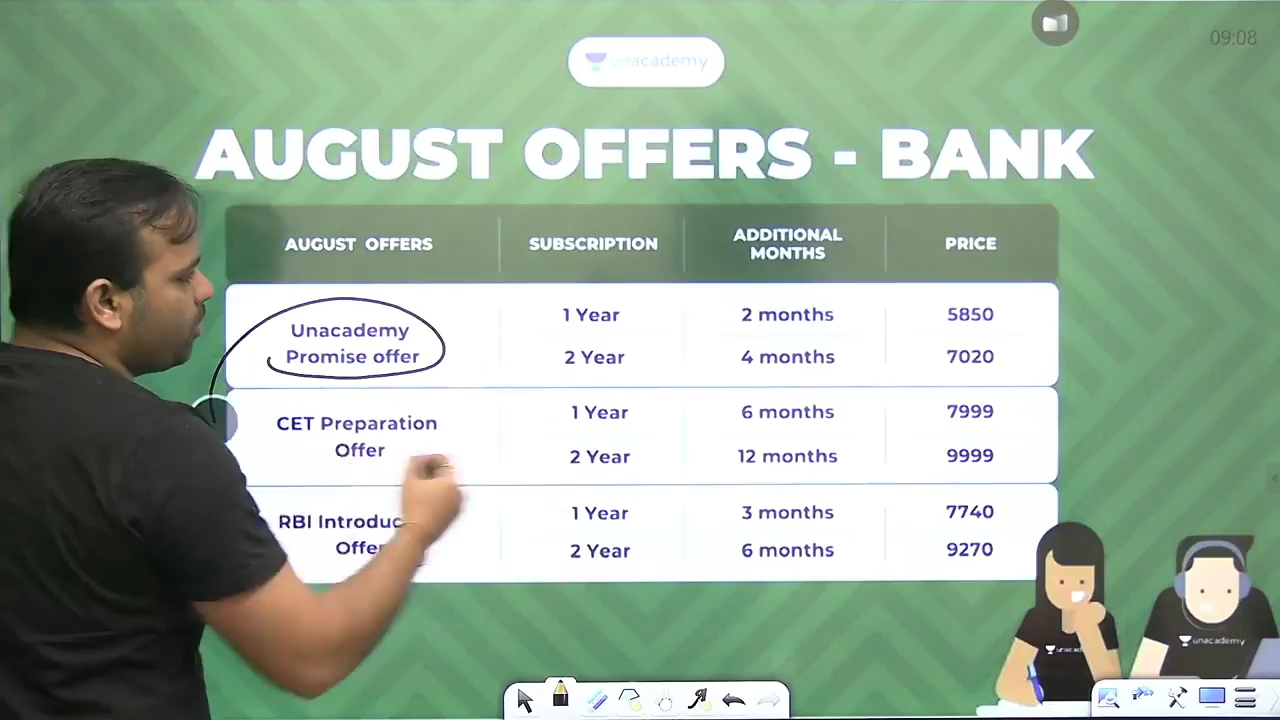 09:08
unacademy
AUGUST OFFERS - BANK
AUGUST OFFERS SUBSCRIPTION ADDITIONAL MONTHS PRICE
Unacademy Promise offer
1 Year 2 months 5850
2 Year 4 months 7020
CET Preparation Offer
1 Year 6 months 7999
2 Year 12 months 9999
RBI
1 Year 3 months 7740
2 Year 6 months 9270
unacademy